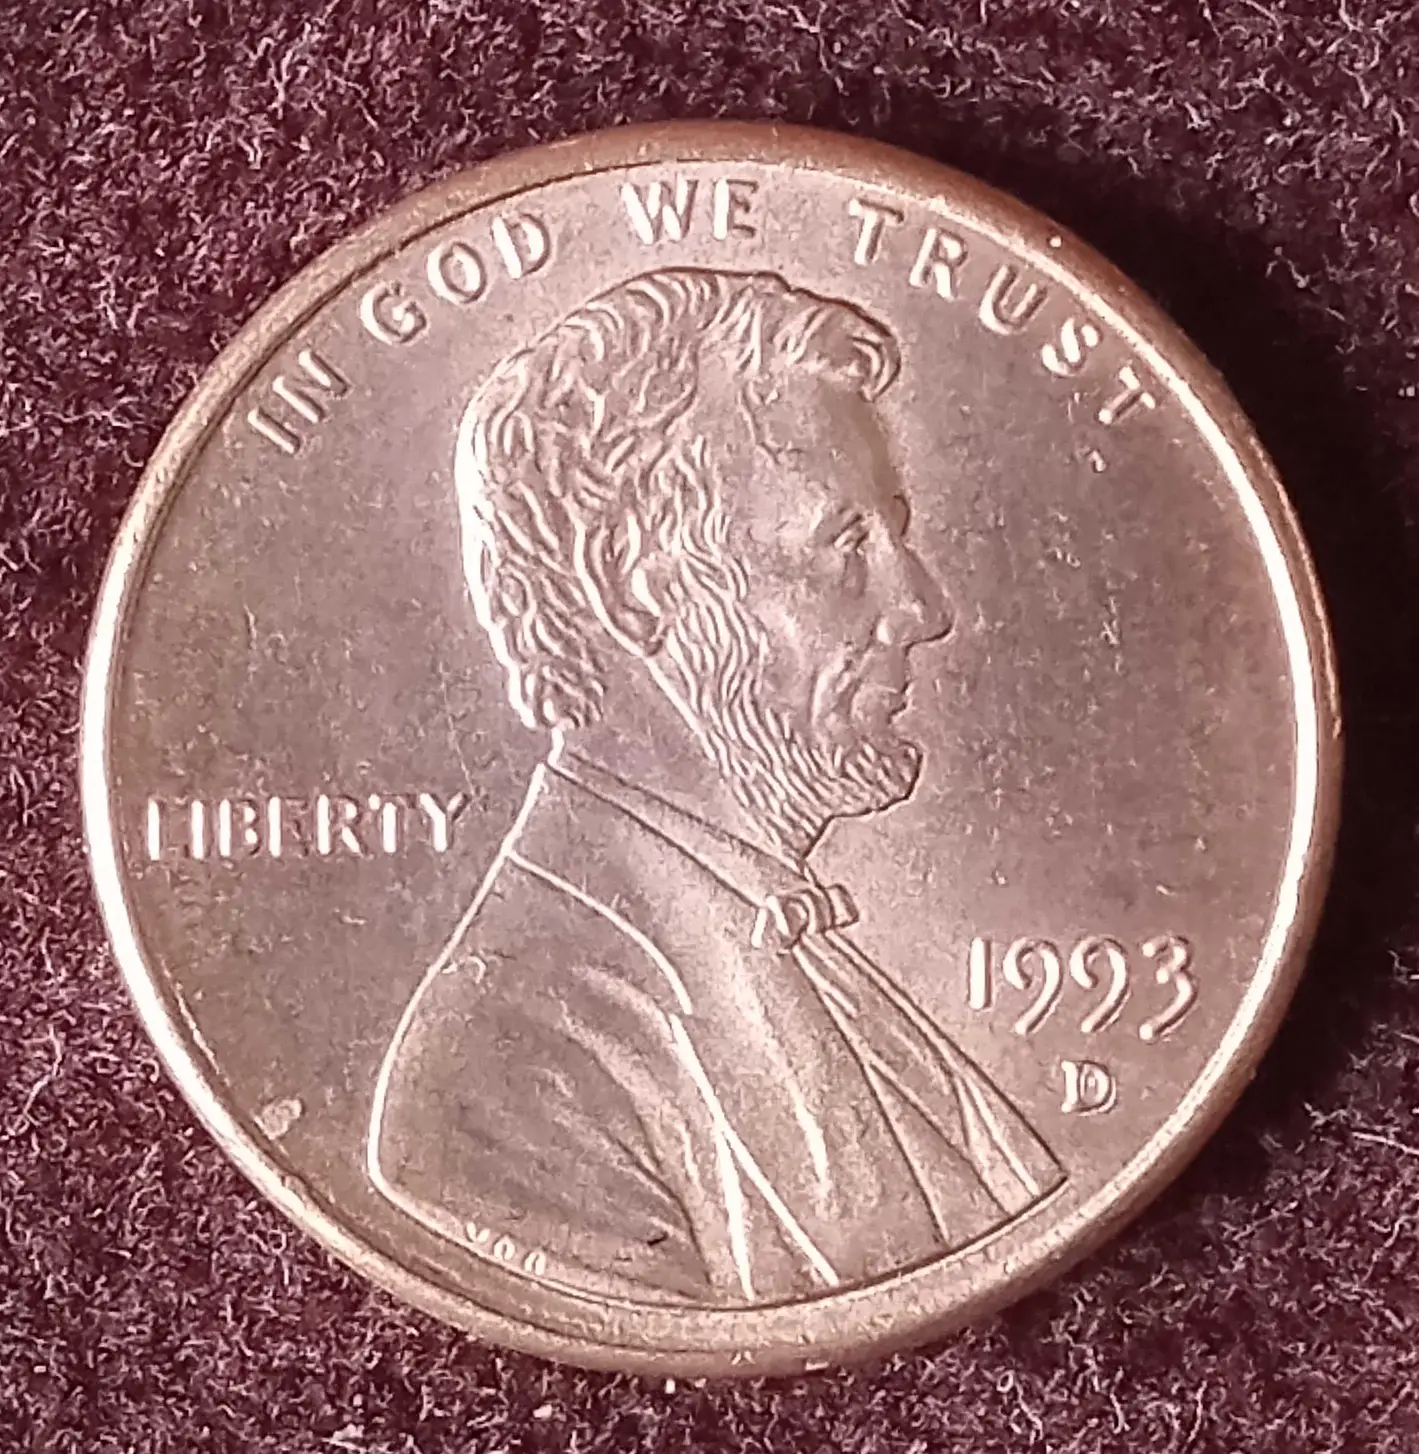 IN GOD WE TRUST
LIBERTY
1993
D